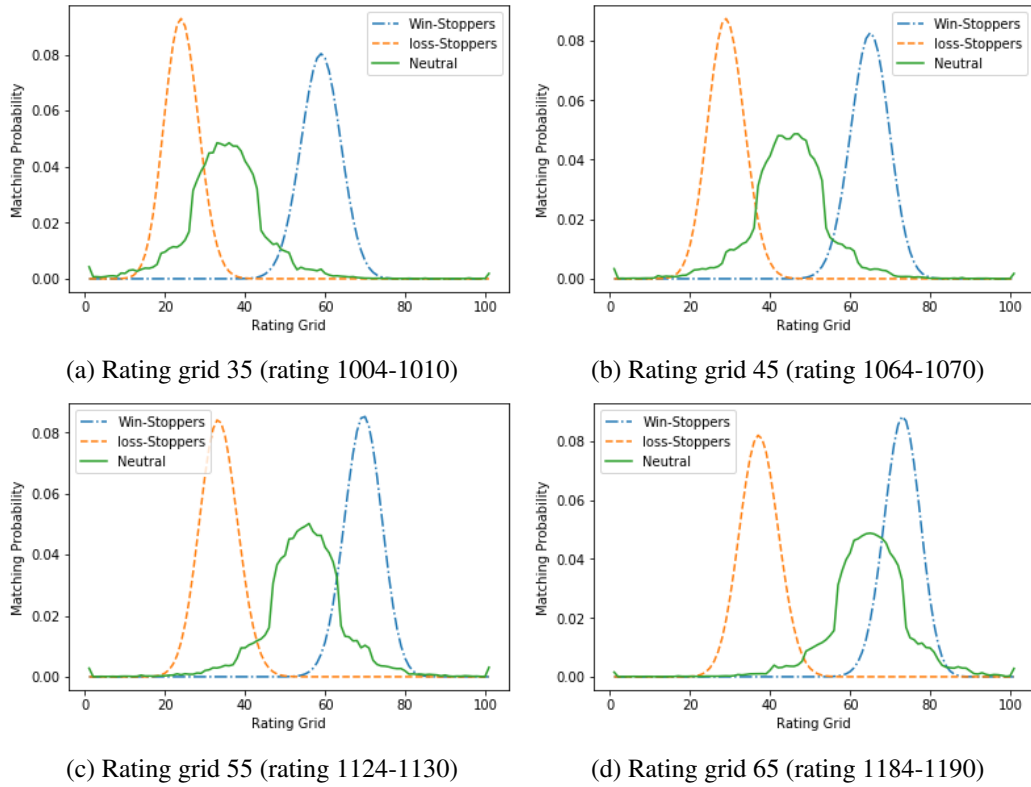 Win-Stoppers
loss-Stoppers
Neutral
Matching Probability
0.08
0.06
0.04
0.02
0.00
0 20 40 60 80 100
Rating Grid
(a) Rating grid 35 (rating 1004-1010)
Win-Stoppers
loss-Stoppers
Neutral
Matching Probability
0.08
0.06
0.04
0.02
0.00
0 20 40 60 80 100
Rating Grid
(b) Rating grid 45 (rating 1064-1070)
Win-Stoppers
loss-Stoppers
Neutral
Matching Probability
0.08
0.06
0.04
0.02
0.00
0 20 40 60 80 100
Rating Grid
(c) Rating grid 55 (rating 1124-1130)
Win-Stoppers
loss-Stoppers
Neutral
Matching Probability
0.08
0.06
0.04
0.02
0.00
0 20 40 60 80 100
Rating Grid
(d) Rating grid 65 (rating 1184-1190)